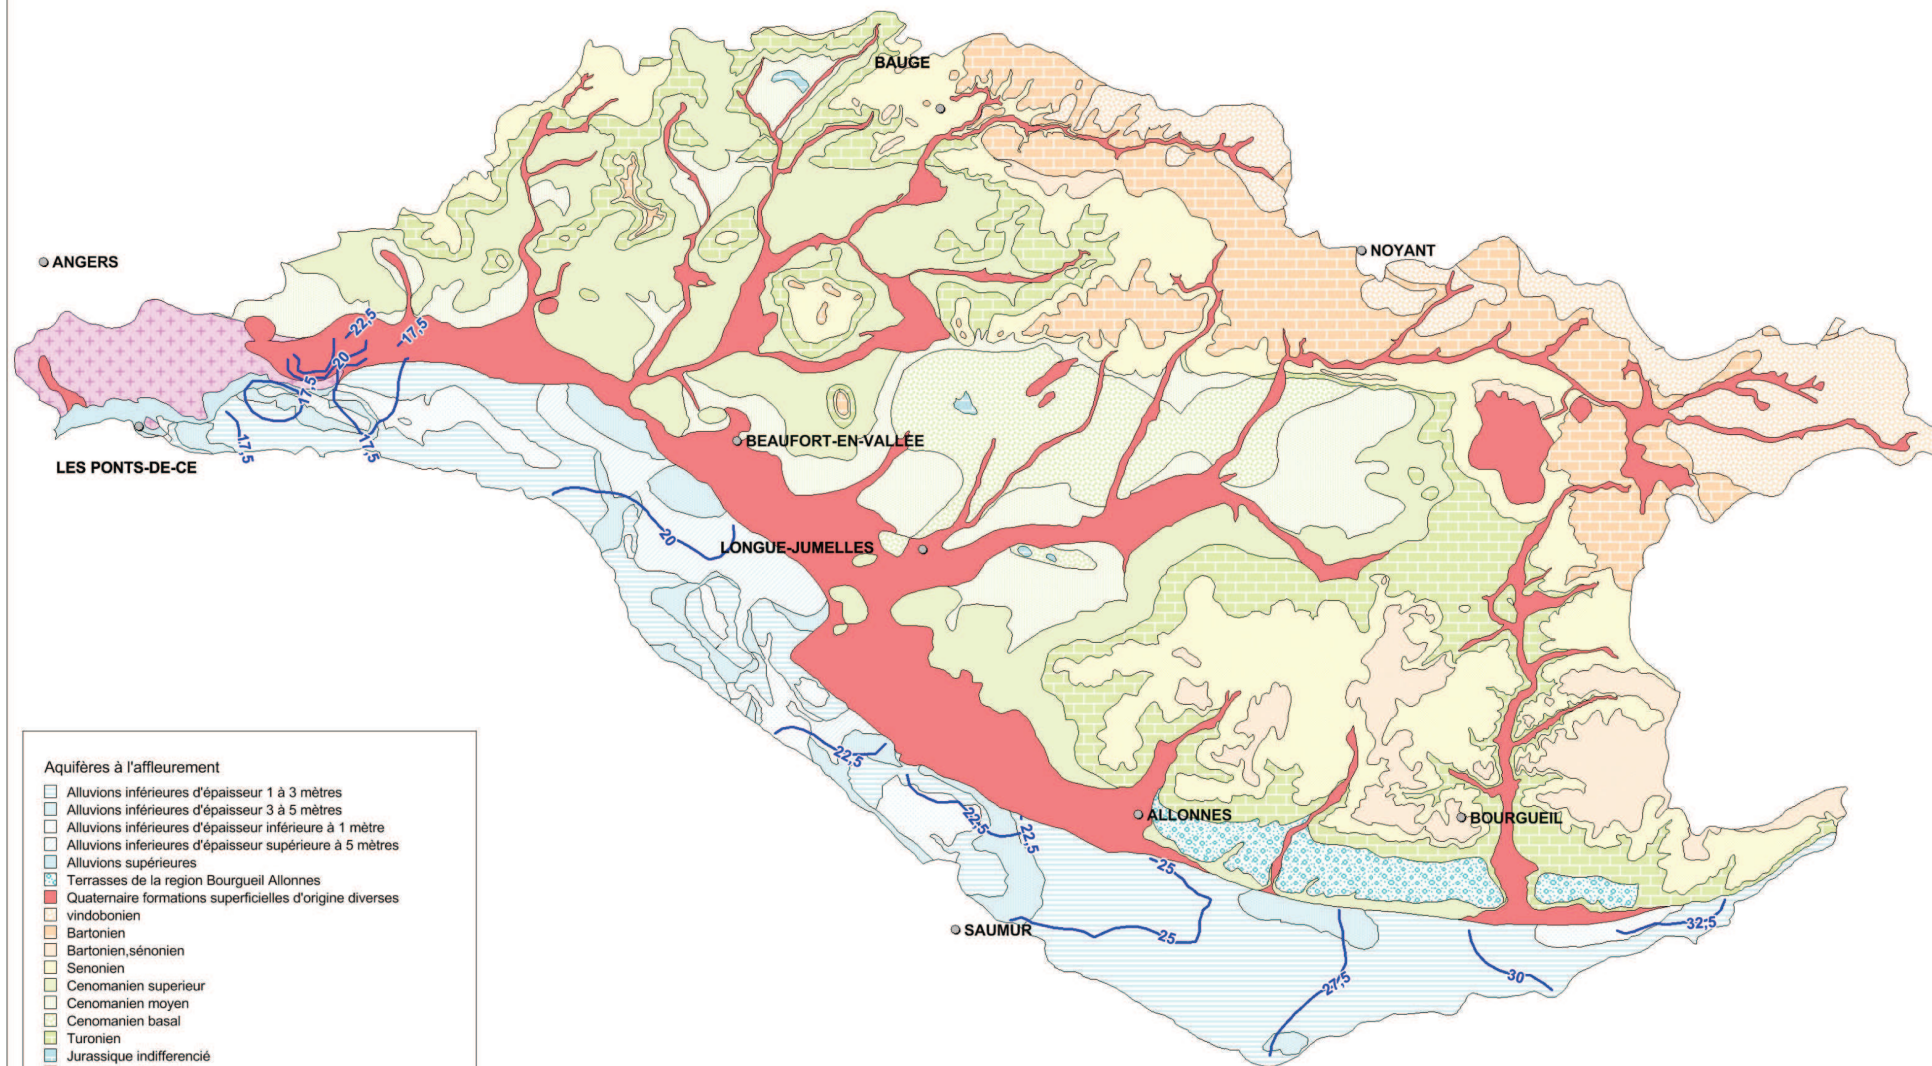 BAUGE
NOYANT
ANGERS
22,5
17,5
20
17,5
17,5
17,5
BEAUFORT-EN-VALLÉE
LES PONTS-DE-CE
20
LONGUE-JUMELLES
22,5
22,5
22,5
ALLONNES
BOURGUEIL
25
SAUMUR
25
32,5
27,5
30
Aquifères à l'affleurement
Alluvions inférieures d'épaisseur 1 à 3 mètres
Alluvions inférieures d'épaisseur 3 à 5 mètres
Alluvions inférieures d'épaisseur inférieure à 1 mètre
Alluvions inferieures d'épaisseur supérieure à 5 mètres
Alluvions supérieures
Terrasses de la region Bourgueil Allonnes
Quaternaire formations superficielles d'origine diverses
vindobonien
Bartonien
Bartonien,sénonien
Senonien
Cenomanien superieur
Cenomanien moyen
Cenomanien basal
Turonien
Jurassique indifferencié